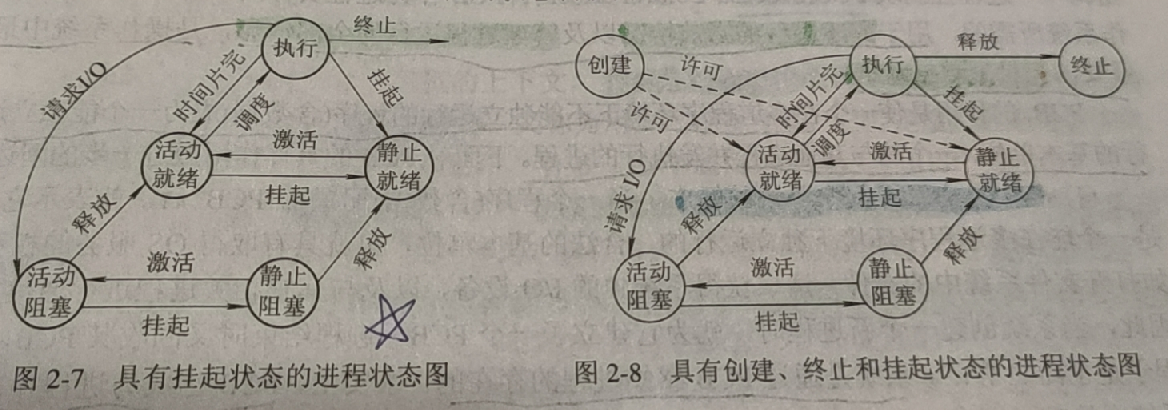 执行
终止
请求I/O
时间片完
调度
挂起
活动
就绪
激活
挂起
静止
就绪
释放
释放
活动
阻塞
激活
挂起
静止
阻塞
图 2-7 具有挂起状态的进程状态图
创建
许可
许可
执行
释放
终止
请求 I/O
时间片完
调度
挂起
活动
就绪
激活
挂起
静止
就绪
释放
释放
活动
阻塞
激活
挂起
静止
阻塞
图 2-8 具有创建、终止和挂起状态的进程状态图